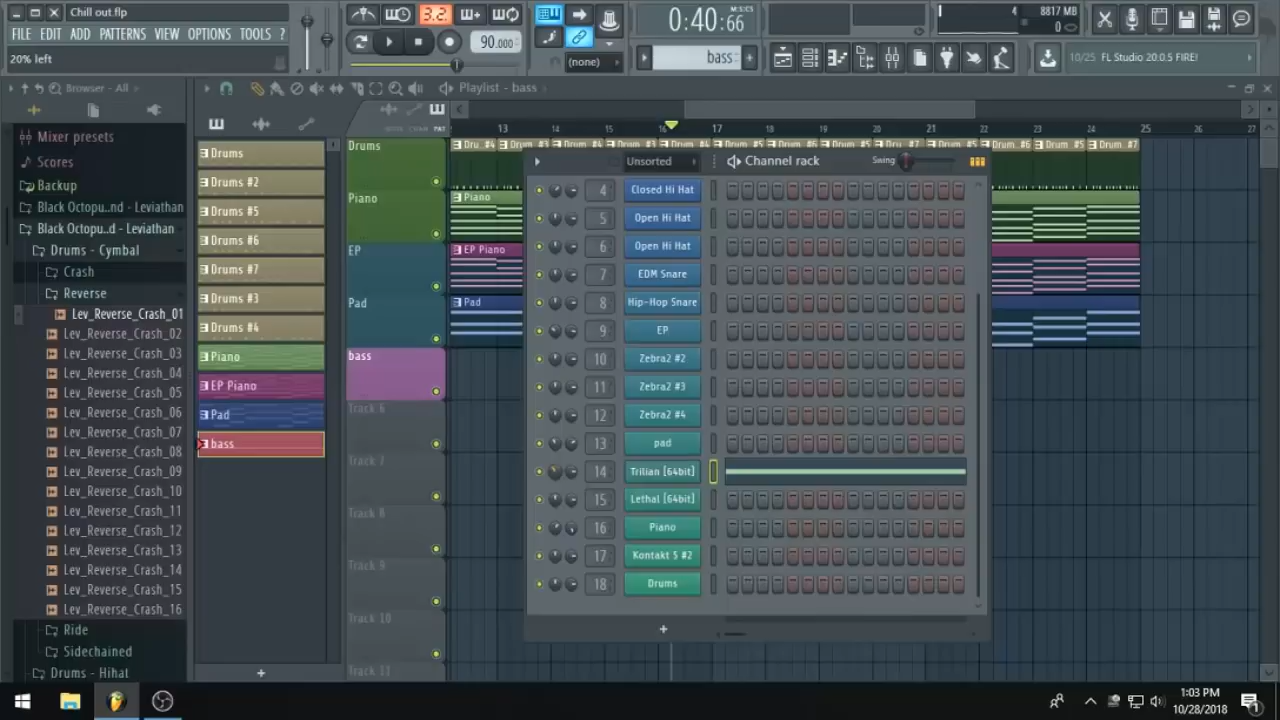 Chill out.flp
FILE EDIT ADD PATTERNS VIEW OPTIONS TOOLS ?
20% left
3.2
90.000
(none)
0:40:66
M:S:CS
bass
4
8817 MB
0
10/25 FL Studio 20.0.5 FIRE!
Browser - All
Playlist - bass
Mixer presets
Scores
Backup
Black Octopu...nd - Leviathan
Black Octopu...d - Leviathan
Drums - Cymbal
Crash
Reverse
Lev_Reverse_Crash_01
Lev_Reverse_Crash_02
Lev_Reverse_Crash_03
Lev_Reverse_Crash_04
Lev_Reverse_Crash_05
Lev_Reverse_Crash_06
Lev_Reverse_Crash_07
Lev_Reverse_Crash_08
Lev_Reverse_Crash_09
Lev_Reverse_Crash_10
Lev_Reverse_Crash_11
Lev_Reverse_Crash_12
Lev_Reverse_Crash_13
Lev_Reverse_Crash_14
Lev_Reverse_Crash_15
Lev_Reverse_Crash_16
Ride
Sidechained
Drums - Hihat
Drums
Drums #2
Drums #5
Drums #6
Drums #7
Drums #3
Drums #4
Piano
EP Piano
Pad
bass
13 14 15 16 17 18 19 20 21 22 23 24 25 26 27
Drums
Piano
EP
Pad
bass
Track 6
Track 7
Track 8
Track 9
Track 10
Track 11
Piano
EP Piano
Pad
Unsorted
Channel rack
Swing
4 Closed Hi Hat
5 Open Hi Hat
6 Open Hi Hat
7 EDM Snare
8 Hip-Hop Snare
9 EP
10 Zebra2 #2
11 Zebra2 #3
12 Zebra2 #4
13 pad
14 Trilian [64bit]
15 Lethal [64bit]
16 Piano
17 Kontakt 5 #2
18 Drums
1:03 PM
10/28/2018
1